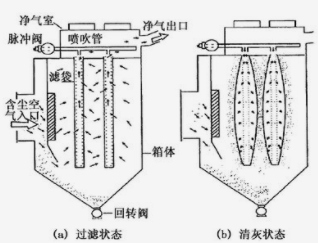 净气室
净气出口
脉冲阀
喷吹管
滤袋
含尘空
气入口
箱体
回转阀
(a) 过滤状态
(b) 清灰状态